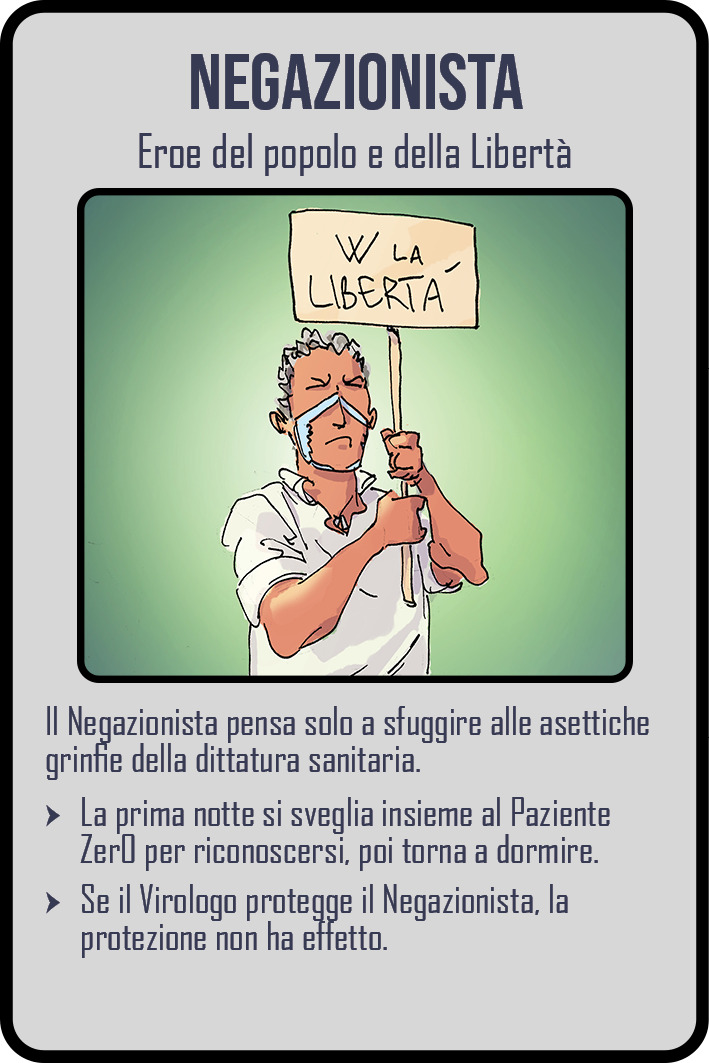 NEGAZIONISTA
Eroe del popolo e della Libertà
W LA
LIBERTA'
Il Negazionista pensa solo a sfuggire alle asettiche
grinfie della dittatura sanitaria.
➤ La prima notte si sveglia insieme al Paziente
Zer0 per riconoscersi, poi torna a dormire.
➤ Se il Virologo protegge il Negazionista, la
protezione non ha effetto.